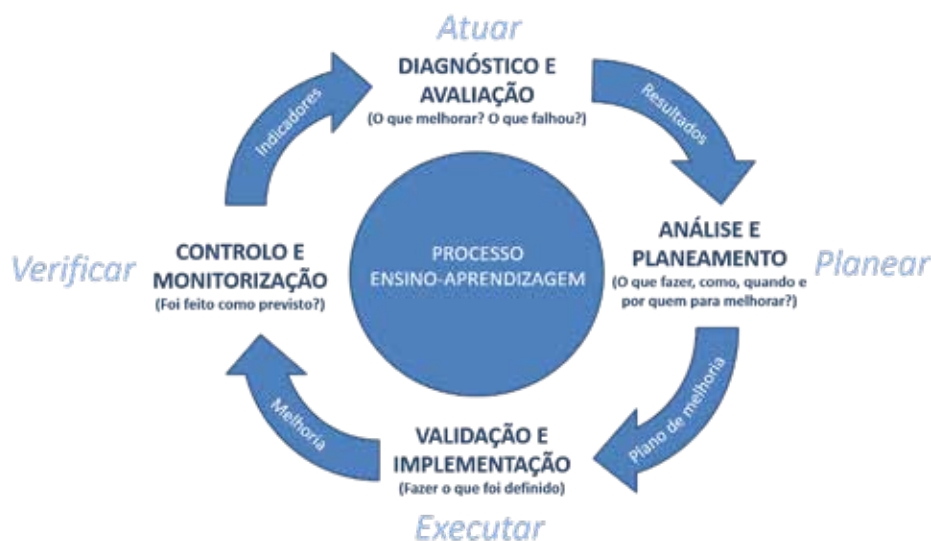 Atuar
DIAGNÓSTICO E
AVALIAÇÃO
(O que melhorar? O que falhou?)
Indicadores
Resultados
Verificar
CONTROLO E
MONITORIZAÇÃO
(Foi feito como previsto?)
PROCESSO
ENSINO-APRENDIZAGEM
ANÁLISE E
PLANEAMENTO
(O que fazer, como, quando e
por quem para melhorar?)
Planear
Melhoria
Plano de melhoria
VALIDAÇÃO E
IMPLEMENTAÇÃO
(Fazer o que foi definido)
Executar